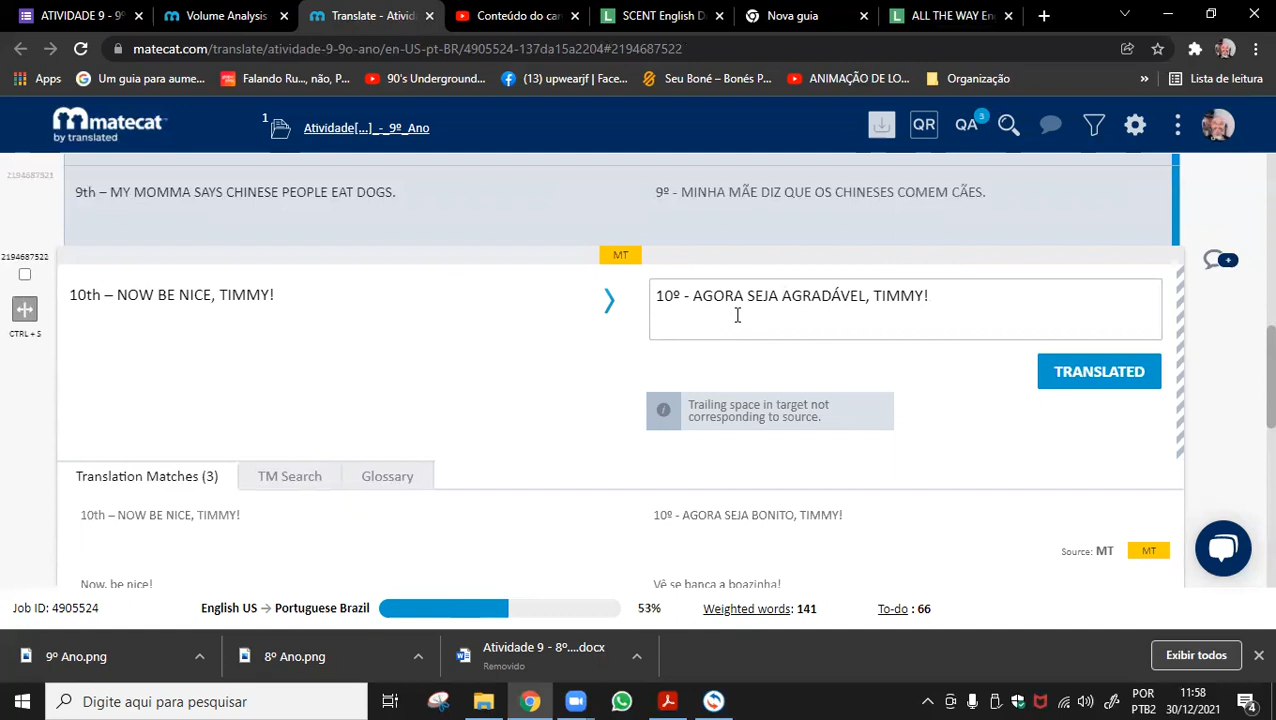 ATIVIDADE 9 - 9º
Volume Analysis
Translate - Ativid
Conteúdo do can
SCENT English D
Nova guia
ALL THE WAY En
matecat.com/translate/atividade-9-9o-ano/en-US-pt-BR/4905524-137da15a2204#2194687522
Apps
Um guia para aume...
Falando Ru..., não, P...
90's Underground...
(13) upwearjf | Face...
Seu Boné – Bonés P...
ANIMAÇÃO DE LO...
Organização
»
Lista de leitura
matecat
by translated
1
Atividade[...]_-_9º_Ano
QR
QA
3
2194687521
9th – MY MOMMA SAYS CHINESE PEOPLE EAT DOGS.
9º - MINHA MÃE DIZ QUE OS CHINESES COMEM CÃES.
2194687522
MT
10th – NOW BE NICE, TIMMY!
10º - AGORA SEJA AGRADÁVEL, TIMMY!
CTRL + S
TRANSLATED
Trailing space in target not
corresponding to source.
Translation Matches (3)
TM Search
Glossary
10th – NOW BE NICE, TIMMY!
10º - AGORA SEJA BONITO, TIMMY!
Source: MT
MT
Now, be nice!
Vê se banca a boazinha!
Job ID: 4905524
English US → Portuguese Brazil
53%
Weighted words: 141
To-do : 66
9º Ano.png
8º Ano.png
Atividade 9 - 8º....docx
Removido
Exibir todos
Digite aqui para pesquisar
POR
PTB2
11:58
30/12/2021
4